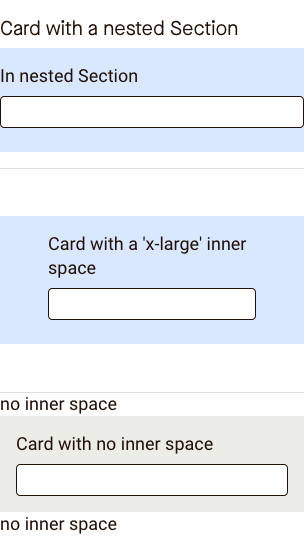 Card with a nested Section
In nested Section
Card with a 'x-large' inner
space
no inner space
Card with no inner space
no inner space